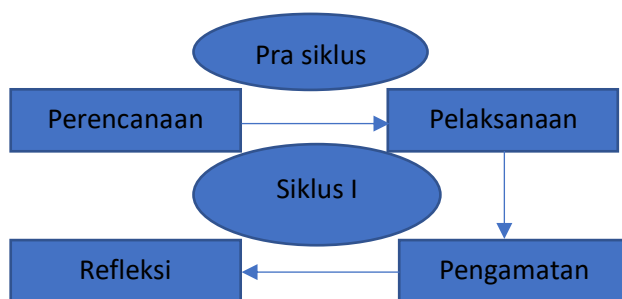 Pra siklus
Perencanaan
Pelaksanaan
Siklus I
Refleksi
Pengamatan